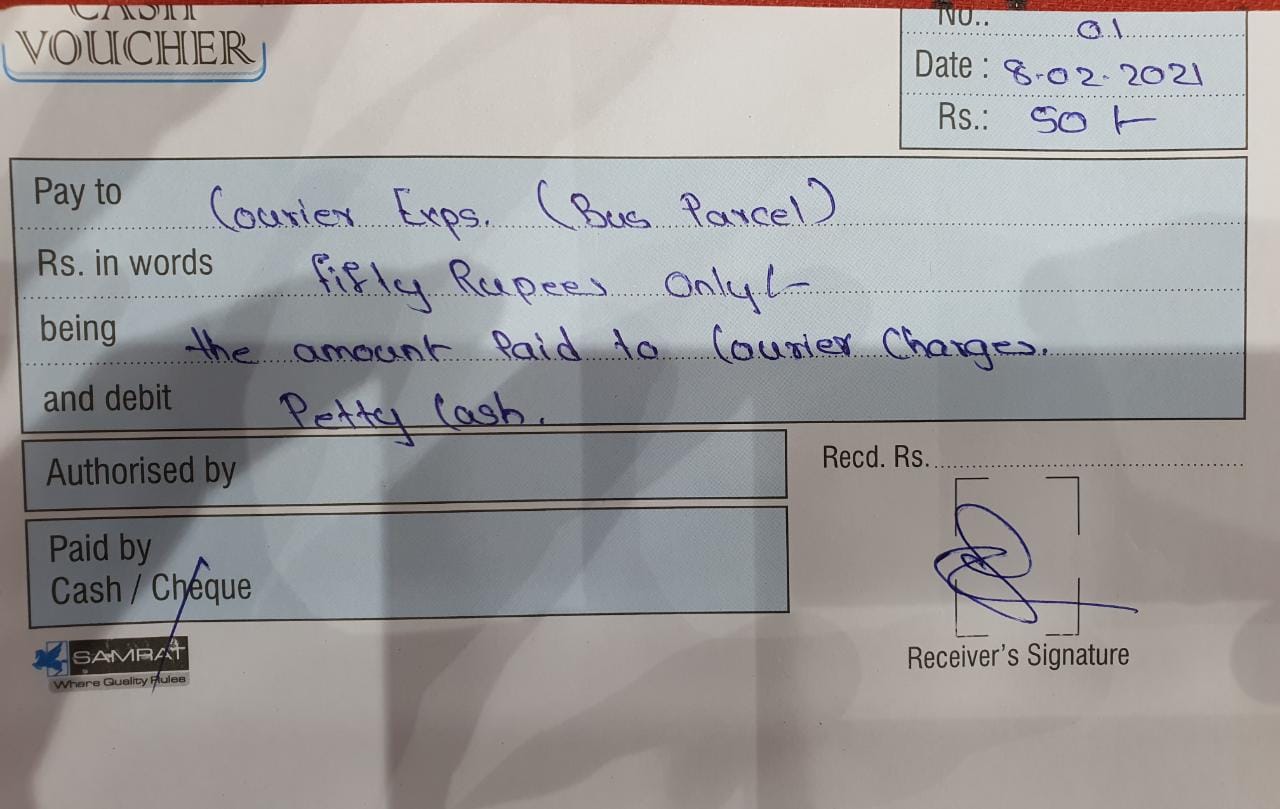 CASH
VOUCHER
No.: 01
Date : 8-02-2021
Rs.: 50/-
Pay to Courier Exps. (Bus Parcel)
Rs. in words fifty Rupees Only/-
being the amount Paid to Courier Charges.
and debit Petty Cash.
Authorised by
Recd. Rs.
Paid by
Cash / Cheque
SAMRAT
Where Quality Rules
Receiver's Signature